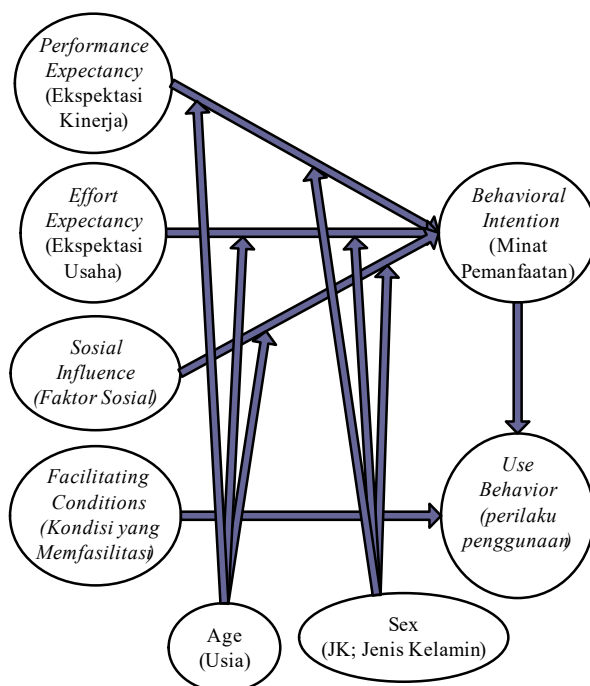 Performance
Expectancy
(Ekspektasi
Kinerja)
Effort
Expectancy
(Ekspektasi
Usaha)
Behavioral
Intention
(Minat
Pemanfaatan)
Sosial
Influence
(Faktor Sosial)
Facilitating
Conditions
(Kondisi yang
Memfasilitasi)
Use
Behavior
(perilaku
penggunaan)
Age
(Usia)
Sex
(JK; Jenis Kelamin)